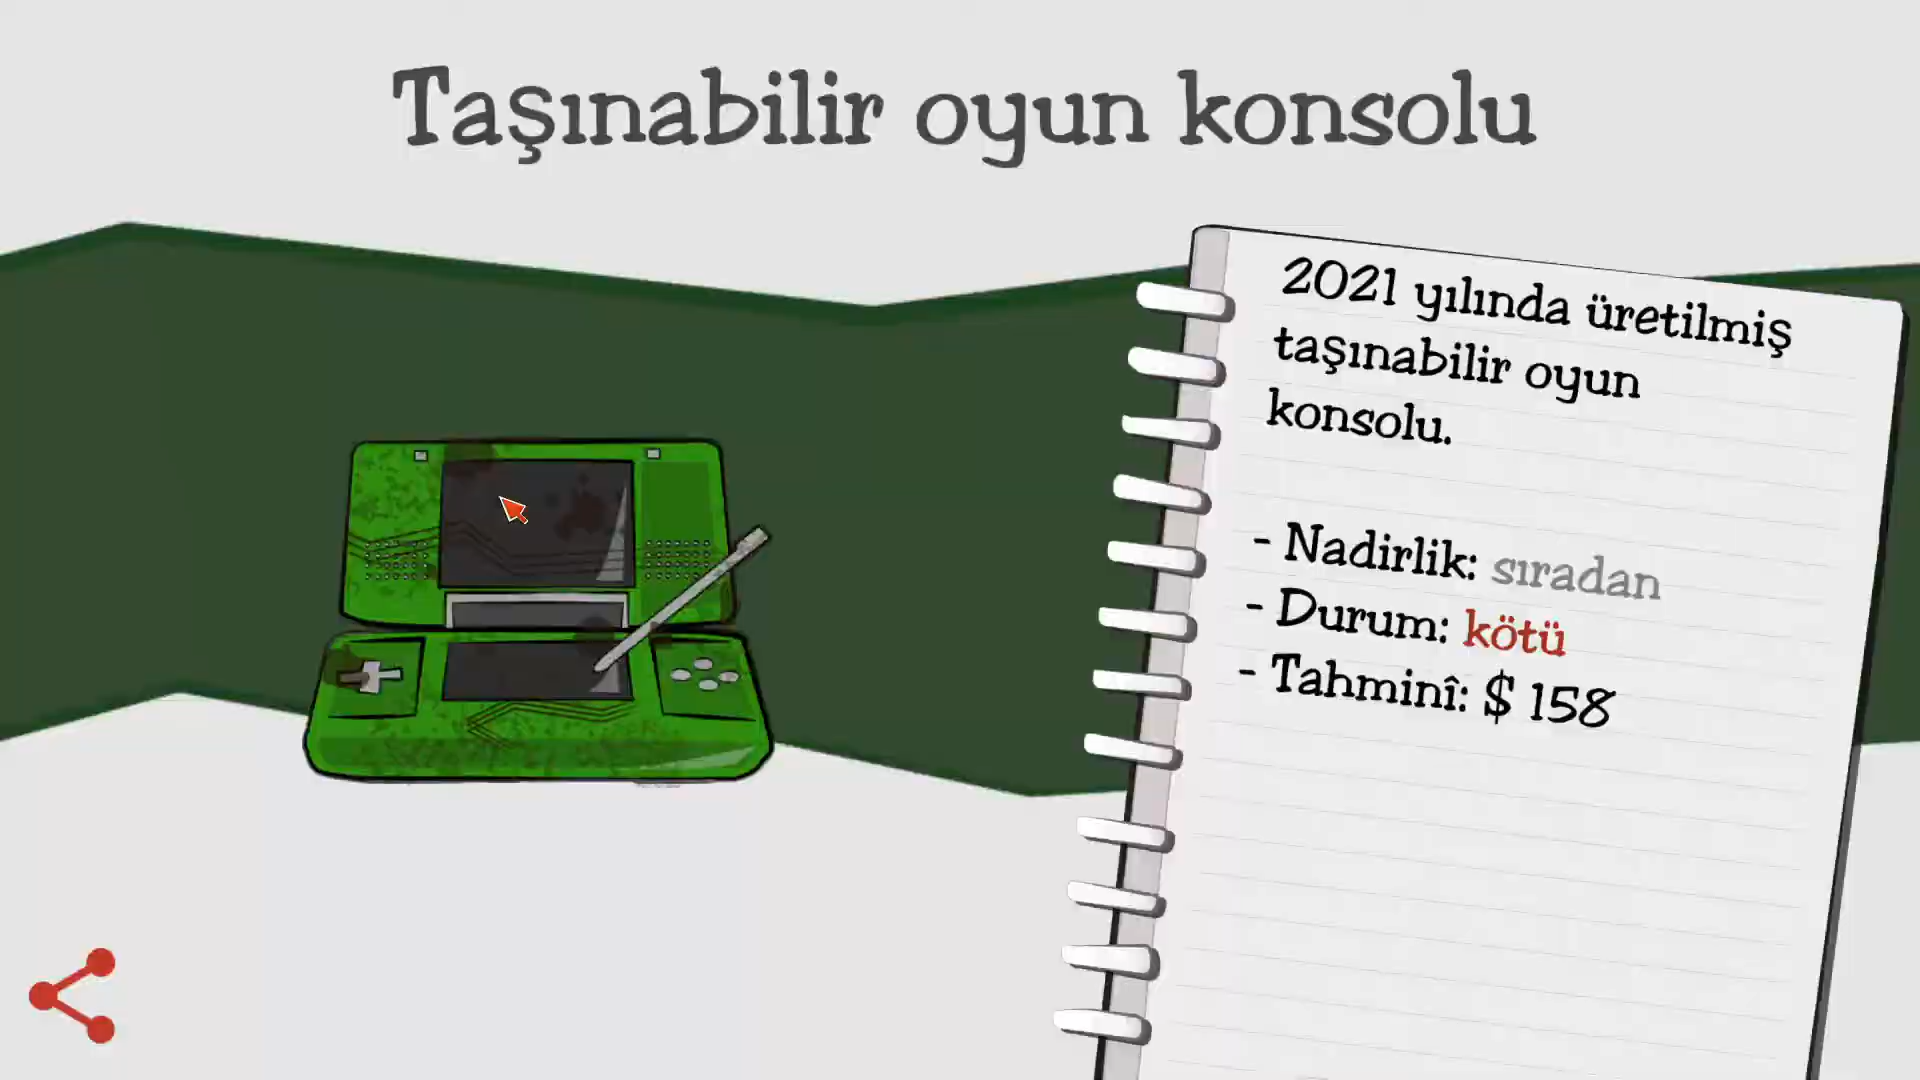 Taşınabilir oyun konsolu
2021 yılında üretilmiş
taşınabilir oyun
konsolu.
- Nadirlik: sıradan
- Durum: kötü
- Tahminî: $ 158